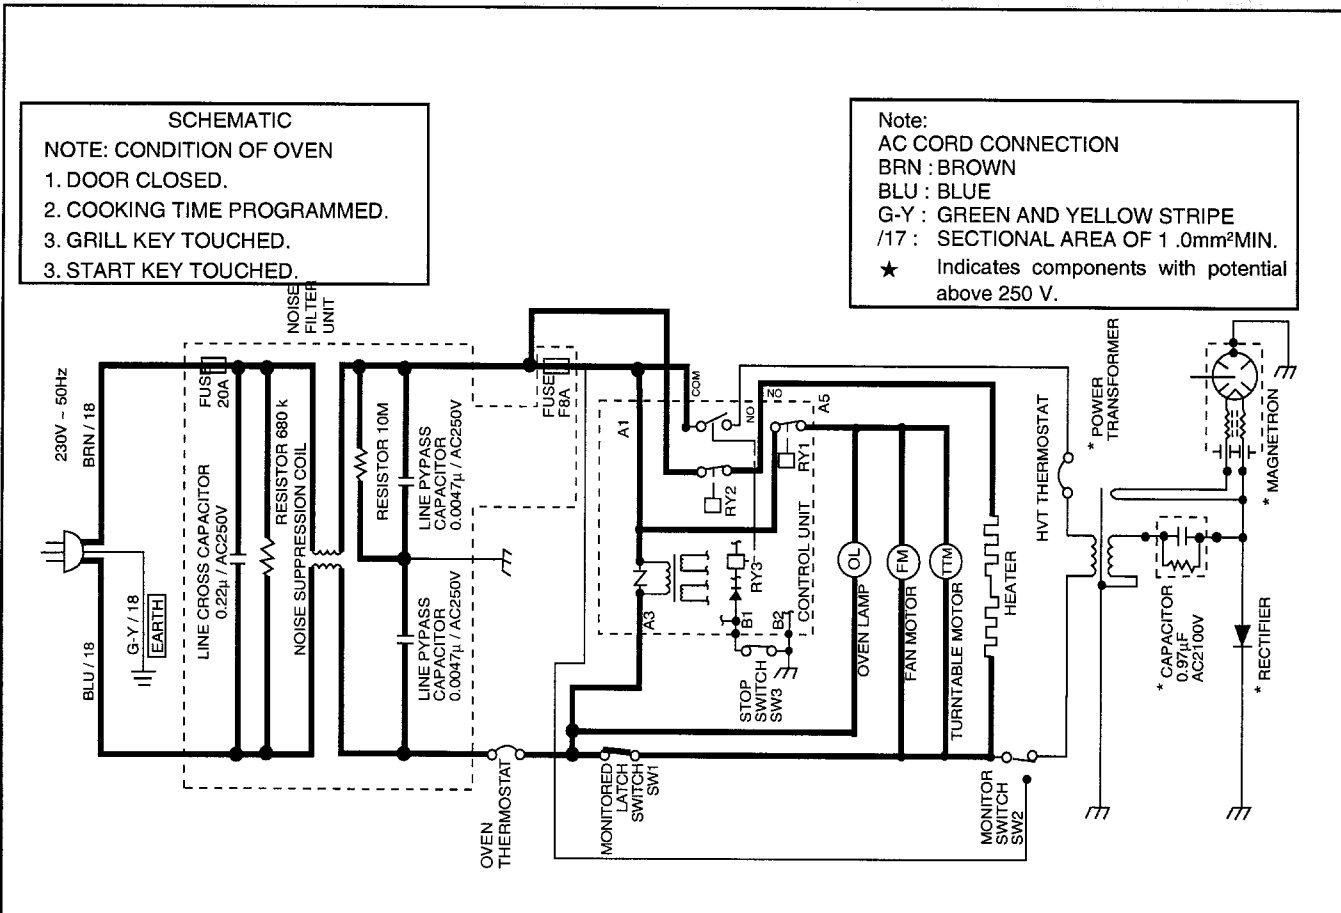 SCHEMATIC
NOTE: CONDITION OF OVEN
1. DOOR CLOSED.
2. COOKING TIME PROGRAMMED.
3. GRILL KEY TOUCHED.
3. START KEY TOUCHED.
Note:
AC CORD CONNECTION
BRN : BROWN
BLU : BLUE
G-Y : GREEN AND YELLOW STRIPE
/17 : SECTIONAL AREA OF 1 .0mm²MIN.
★ Indicates components with potential
above 250 V.
NOISE
FILTER
UNIT
230V ~ 50Hz
BRN / 18
BLU / 18
G-Y / 18
EARTH
FUSE
20A
LINE CROSS CAPACITOR
0.22µ / AC250V
RESISTOR 680 k
NOISE SUPPRESSION COIL
RESISTOR 10M
LINE PYPASS
CAPACITOR
0.0047µ / AC250V
LINE PYPASS
CAPACITOR
0.0047µ / AC250V
FUSE
F8A
OVEN
THERMOSTAT
A1
A3
COM
NO
NO
A5
RY1
RY2
RY3
B1
B2
CONTROL UNIT
STOP
SWITCH
SW3
MONITORED
LATCH
SWITCH
SW1
OL
OVEN LAMP
FM
FAN MOTOR
TTM
TURNTABLE MOTOR
HEATER
MONITOR
SWITCH
SW2
HVT THERMOSTAT
* POWER
TRANSFORMER
* MAGNETRON
* CAPACITOR
0.97µF
AC2100V
* RECTIFIER